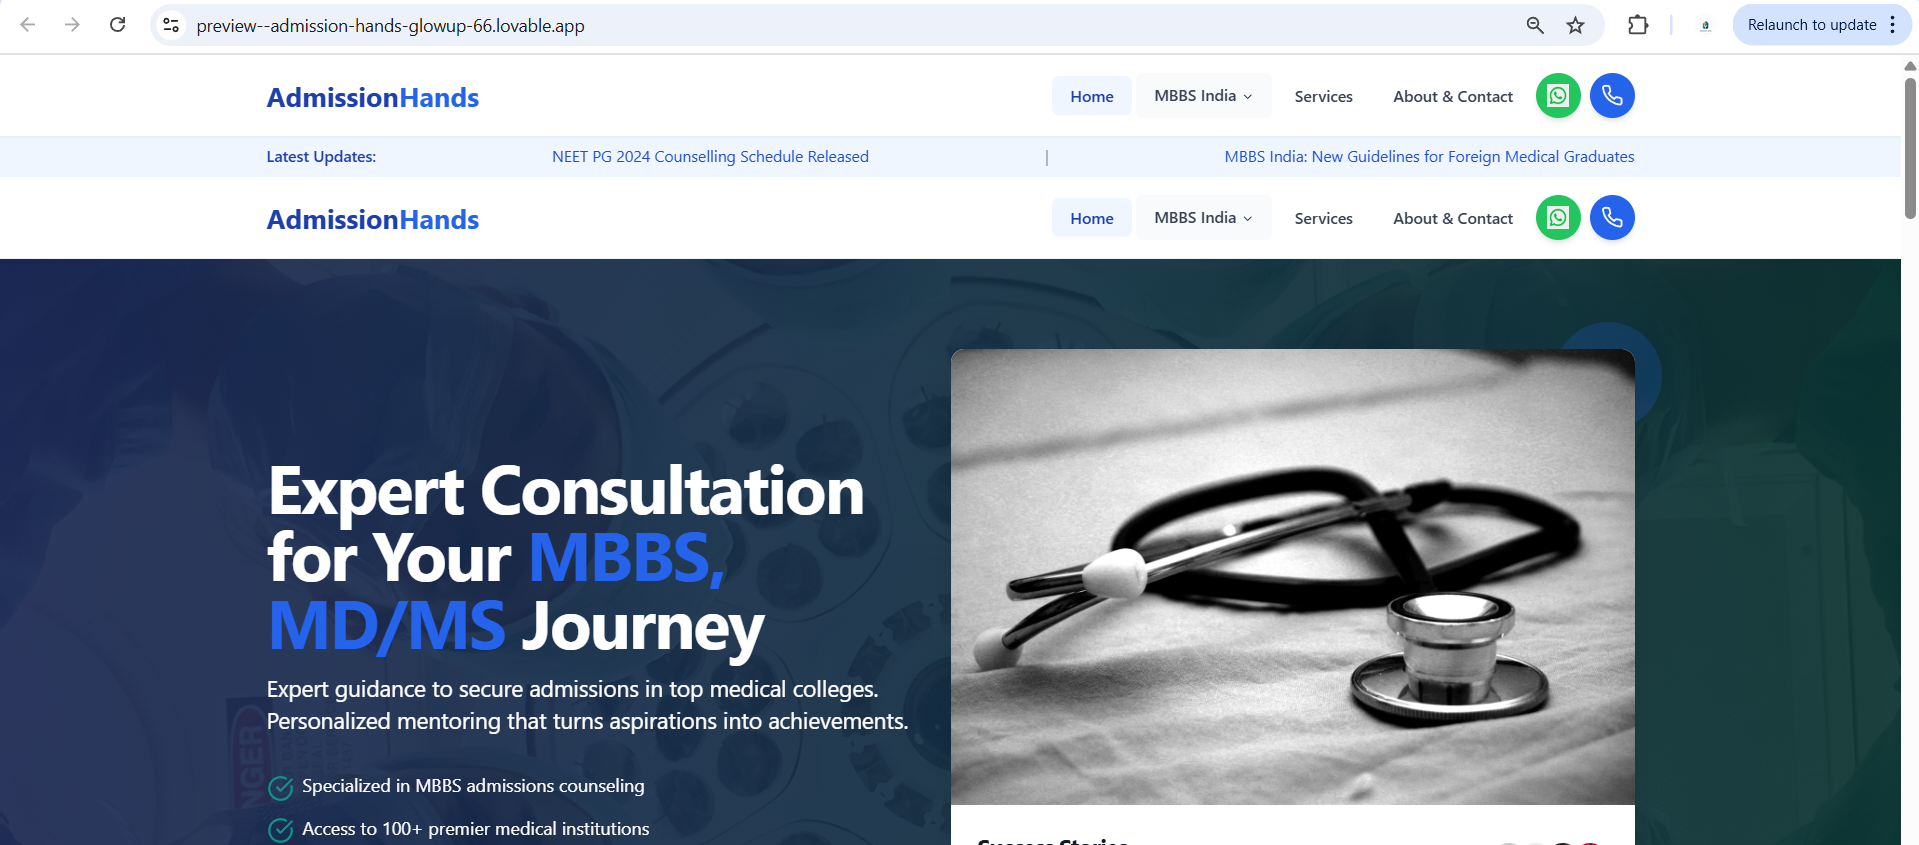 preview--admission-hands-glowup-66.lovable.app
Relaunch to update
AdmissionHands
Home
MBBS India
Services
About & Contact
Latest Updates:
NEET PG 2024 Counselling Schedule Released
|
MBBS India: New Guidelines for Foreign Medical Graduates
AdmissionHands
Home
MBBS India
Services
About & Contact
Expert Consultation
for Your MBBS,
MD/MS Journey
Expert guidance to secure admissions in top medical colleges.
Personalized mentoring that turns aspirations into achievements.
Specialized in MBBS admissions counseling
Access to 100+ premier medical institutions
Success Stories